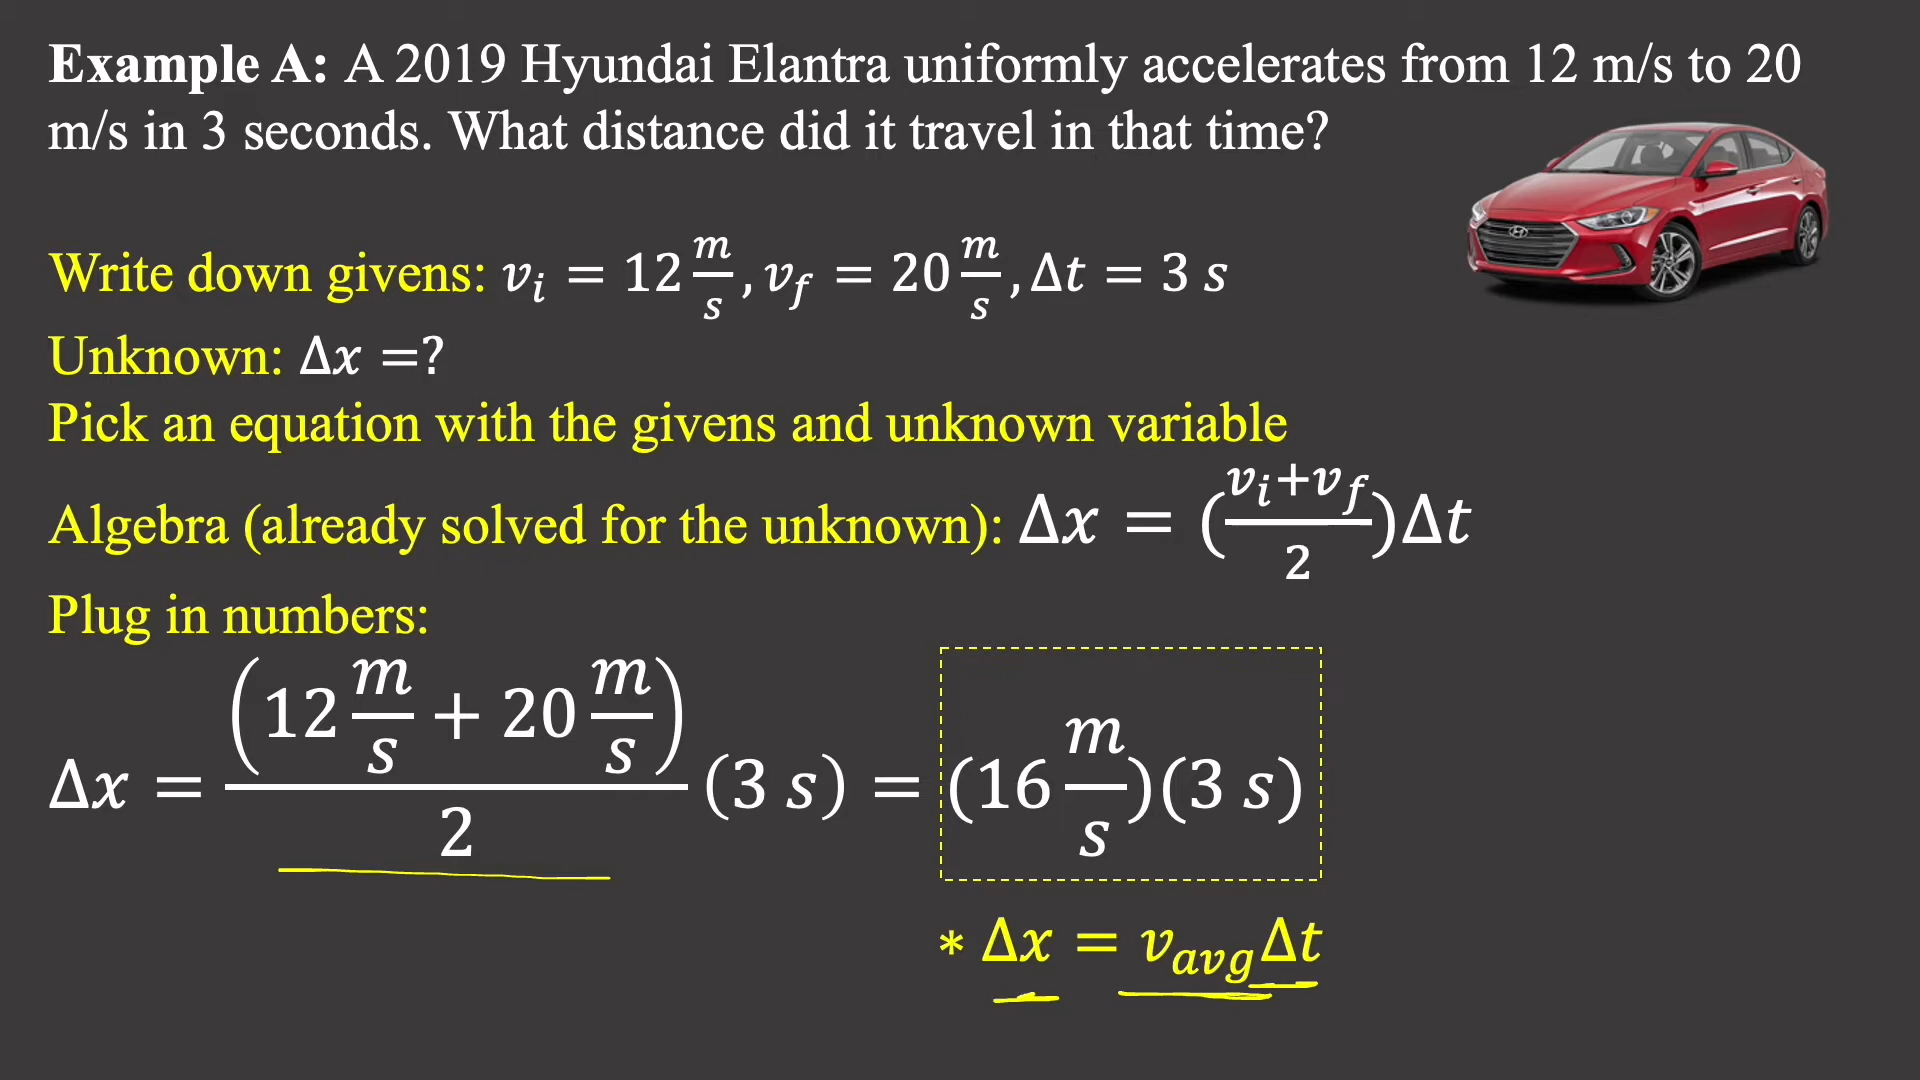 Example A: A 2019 Hyundai Elantra uniformly accelerates from 12 m/s to 20
m/s in 3 seconds. What distance did it travel in that time?
Write down givens: v_i = 12 m/s, v_f = 20 m/s, Δt = 3 s
Unknown: Δx =?
Pick an equation with the givens and unknown variable
Algebra (already solved for the unknown): Δx = ((v_i+v_f)/2)Δt
Plug in numbers:
Δx = (12 m/s + 20 m/s)/2 (3 s) = (16 m/s)(3 s)
* Δx = v_avg Δt